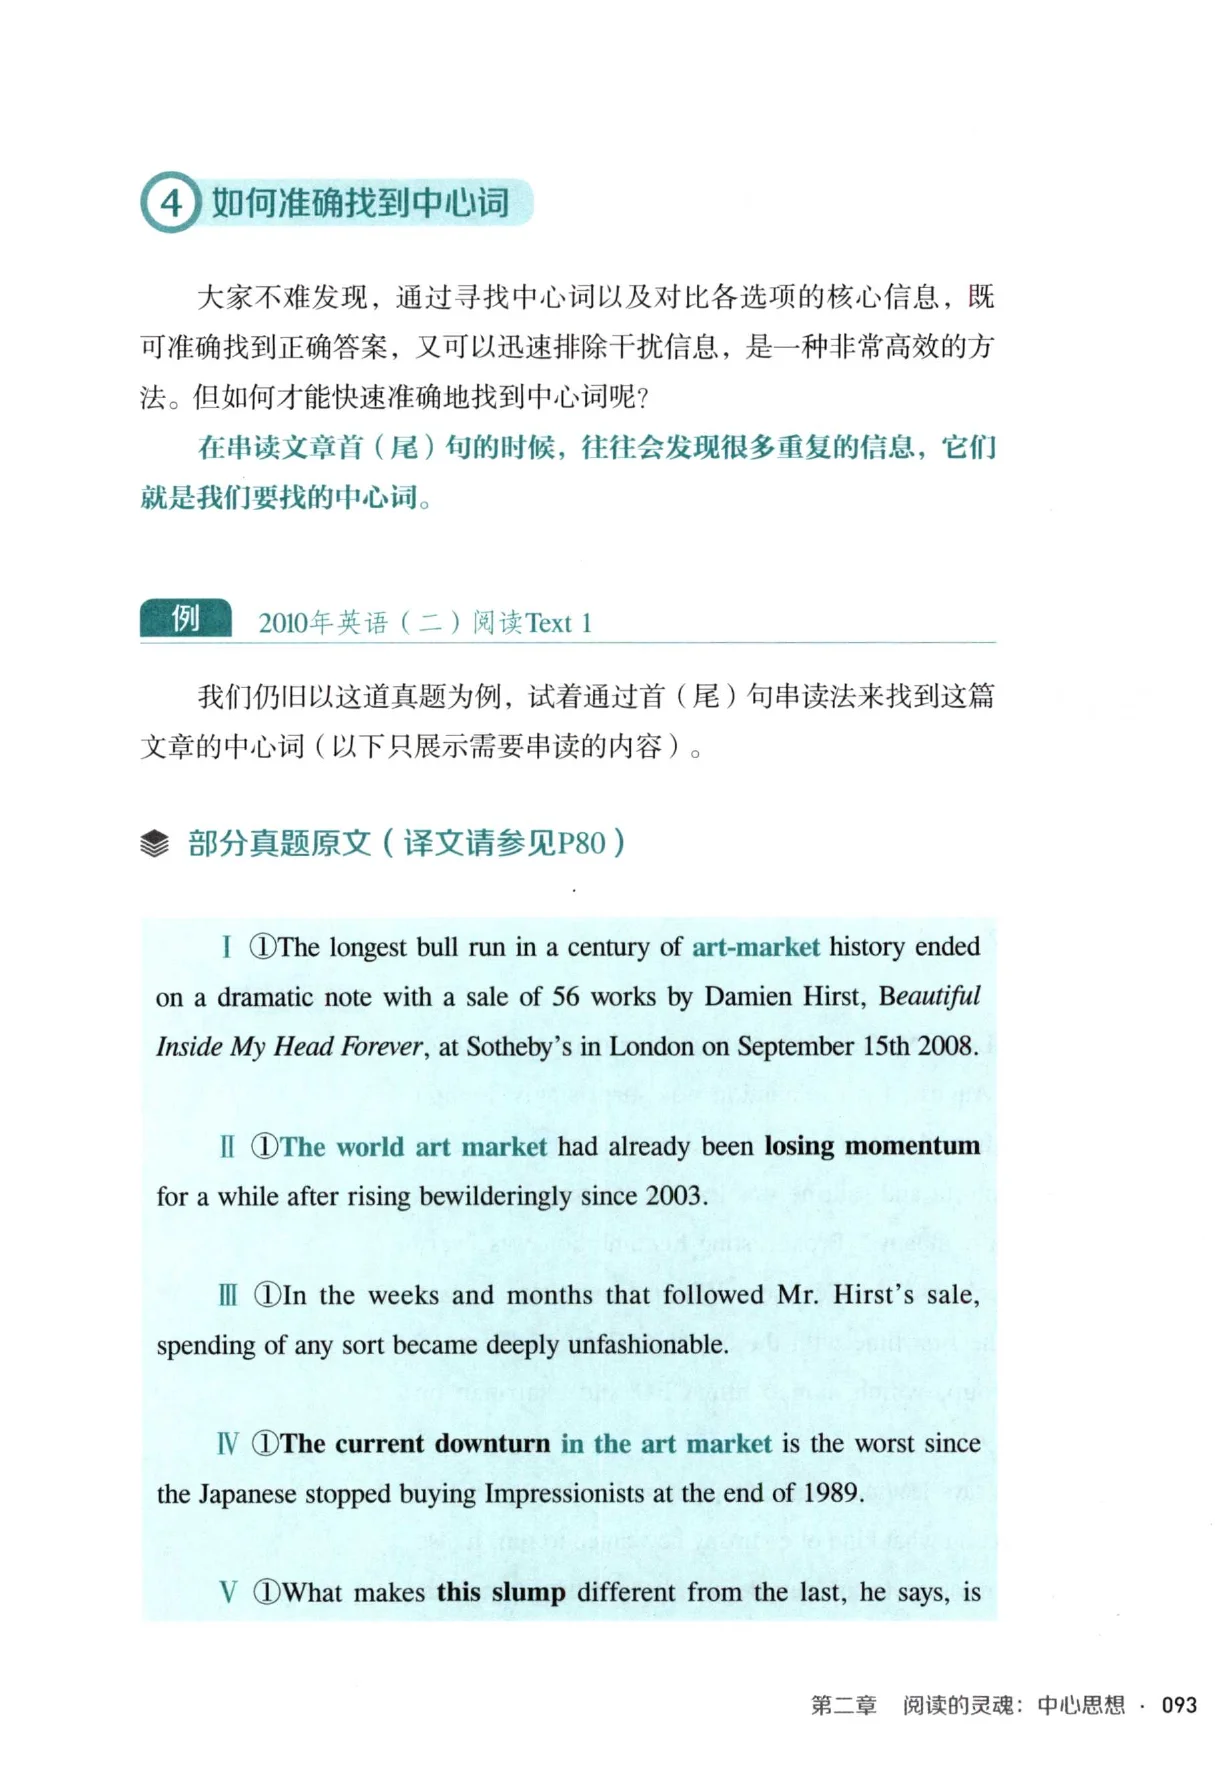 4 如何准确找到中心词
大家不难发现，通过寻找中心词以及对比各选项的核心信息，既
可准确找到正确答案，又可以迅速排除干扰信息，是一种非常高效的方
法。但如何才能快速准确地找到中心词呢？
在串读文章首（尾）句的时候，往往会发现很多重复的信息，它们
就是我们要找的中心词。
例 2010年英语（二）阅读Text 1
我们仍旧以这道真题为例，试着通过首（尾）句串读法来找到这篇
文章的中心词（以下只展示需要串读的内容）。
部分真题原文（译文请参见P80）
Ⅰ ①The longest bull run in a century of art-market history ended
on a dramatic note with a sale of 56 works by Damien Hirst, Beautiful
Inside My Head Forever, at Sotheby's in London on September 15th 2008.
Ⅱ ①The world art market had already been losing momentum
for a while after rising bewilderingly since 2003.
Ⅲ ①In the weeks and months that followed Mr. Hirst's sale,
spending of any sort became deeply unfashionable.
Ⅳ ①The current downturn in the art market is the worst since
the Japanese stopped buying Impressionists at the end of 1989.
Ⅴ ①What makes this slump different from the last, he says, is
第二章 阅读的灵魂：中心思想 · 093